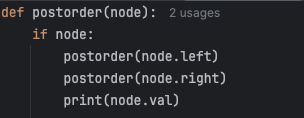 def postorder(node): 2 usages
    if node:
        postorder(node.left)
        postorder(node.right)
        print(node.val)